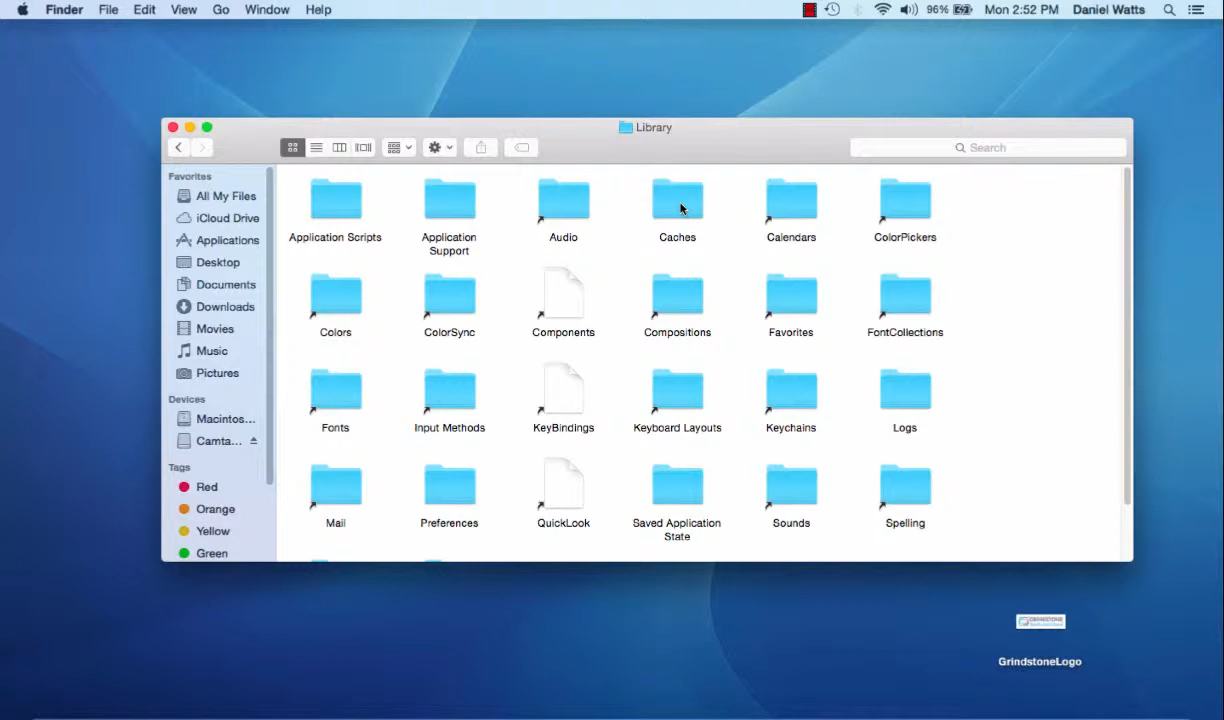 Finder File Edit View Go Window Help 96% Mon 2:52 PM Daniel Watts
Library
Search
Favorites
All My Files
iCloud Drive
Applications
Desktop
Documents
Downloads
Movies
Music
Pictures
Devices
Macintos...
Camta...
Tags
Red
Orange
Yellow
Green
Application Scripts
Application
Support
Audio
Caches
Calendars
ColorPickers
Colors
ColorSync
Components
Compositions
Favorites
FontCollections
Fonts
Input Methods
KeyBindings
Keyboard Layouts
Keychains
Logs
Mail
Preferences
QuickLook
Saved Application
State
Sounds
Spelling
GRINDSTONE
GrindstoneLogo